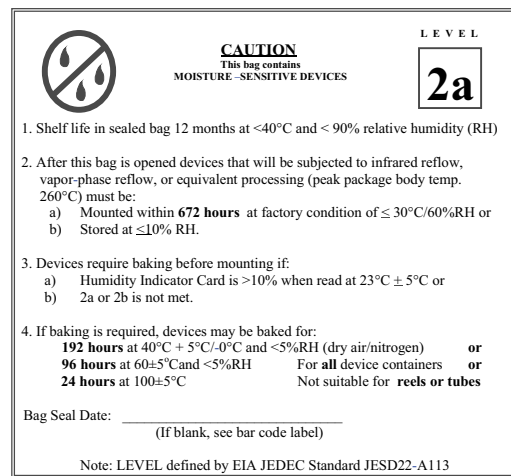 LEVEL
CAUTION
This bag contains
MOISTURE –SENSITIVE DEVICES
2a
1. Shelf life in sealed bag 12 months at <40°C and < 90% relative humidity (RH)
2. After this bag is opened devices that will be subjected to infrared reflow,
vapor-phase reflow, or equivalent processing (peak package body temp.
260°C) must be:
a) Mounted within 672 hours at factory condition of ≤ 30°C/60%RH or
b) Stored at ≤10% RH.
3. Devices require baking before mounting if:
a) Humidity Indicator Card is >10% when read at 23°C ± 5°C or
b) 2a or 2b is not met.
4. If baking is required, devices may be baked for:
192 hours at 40°C + 5°C/-0°C and <5%RH (dry air/nitrogen) or
96 hours at 60±5°Cand <5%RH For all device containers or
24 hours at 100±5°C Not suitable for reels or tubes
Bag Seal Date: ______________________________
(If blank, see bar code label)
Note: LEVEL defined by EIA JEDEC Standard JESD22-A113